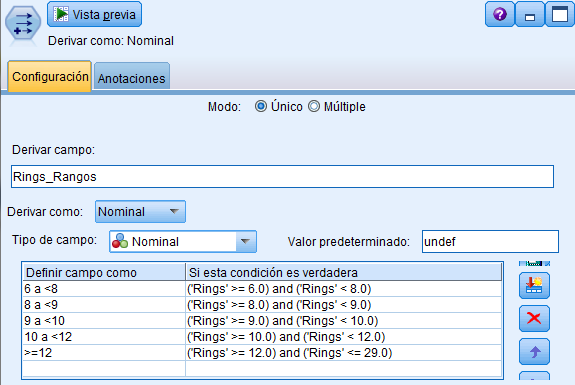 Vista previa
Derivar como: Nominal
Configuración Anotaciones
Modo: Único Múltiple
Derivar campo:
Rings_Rangos
Derivar como: Nominal
Tipo de campo: Nominal Valor predeterminado: undef
Definir campo como Si esta condición es verdadera
6 a <8 ('Rings' >= 6.0) and ('Rings' < 8.0)
8 a <9 ('Rings' >= 8.0) and ('Rings' < 9.0)
9 a <10 ('Rings' >= 9.0) and ('Rings' < 10.0)
10 a <12 ('Rings' >= 10.0) and ('Rings' < 12.0)
>=12 ('Rings' >= 12.0) and ('Rings' <= 29.0)